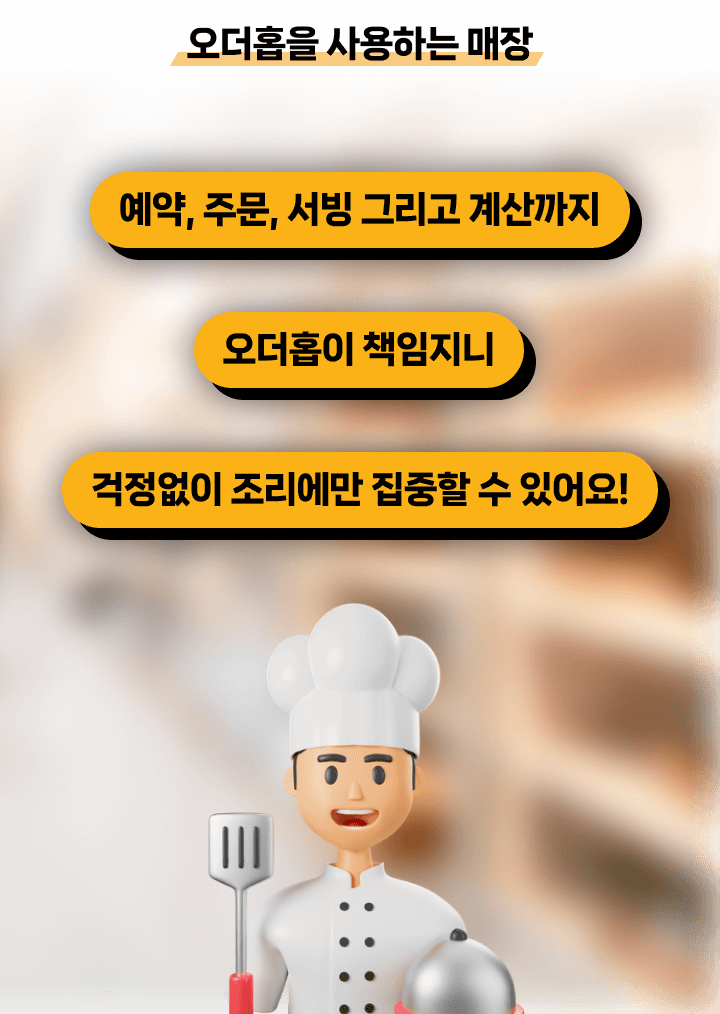 오더홉을 사용하는 매장
예약, 주문, 서빙 그리고 계산까지
오더홉이 책임지니
걱정없이 조리에만 집중할 수 있어요!